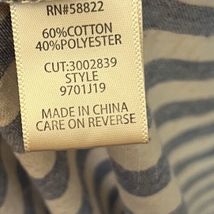 RN#58822
60%COTTON
40%POLYESTER
CUT:3002839
STYLE
9701J19
MADE IN CHINA
CARE ON REVERSE